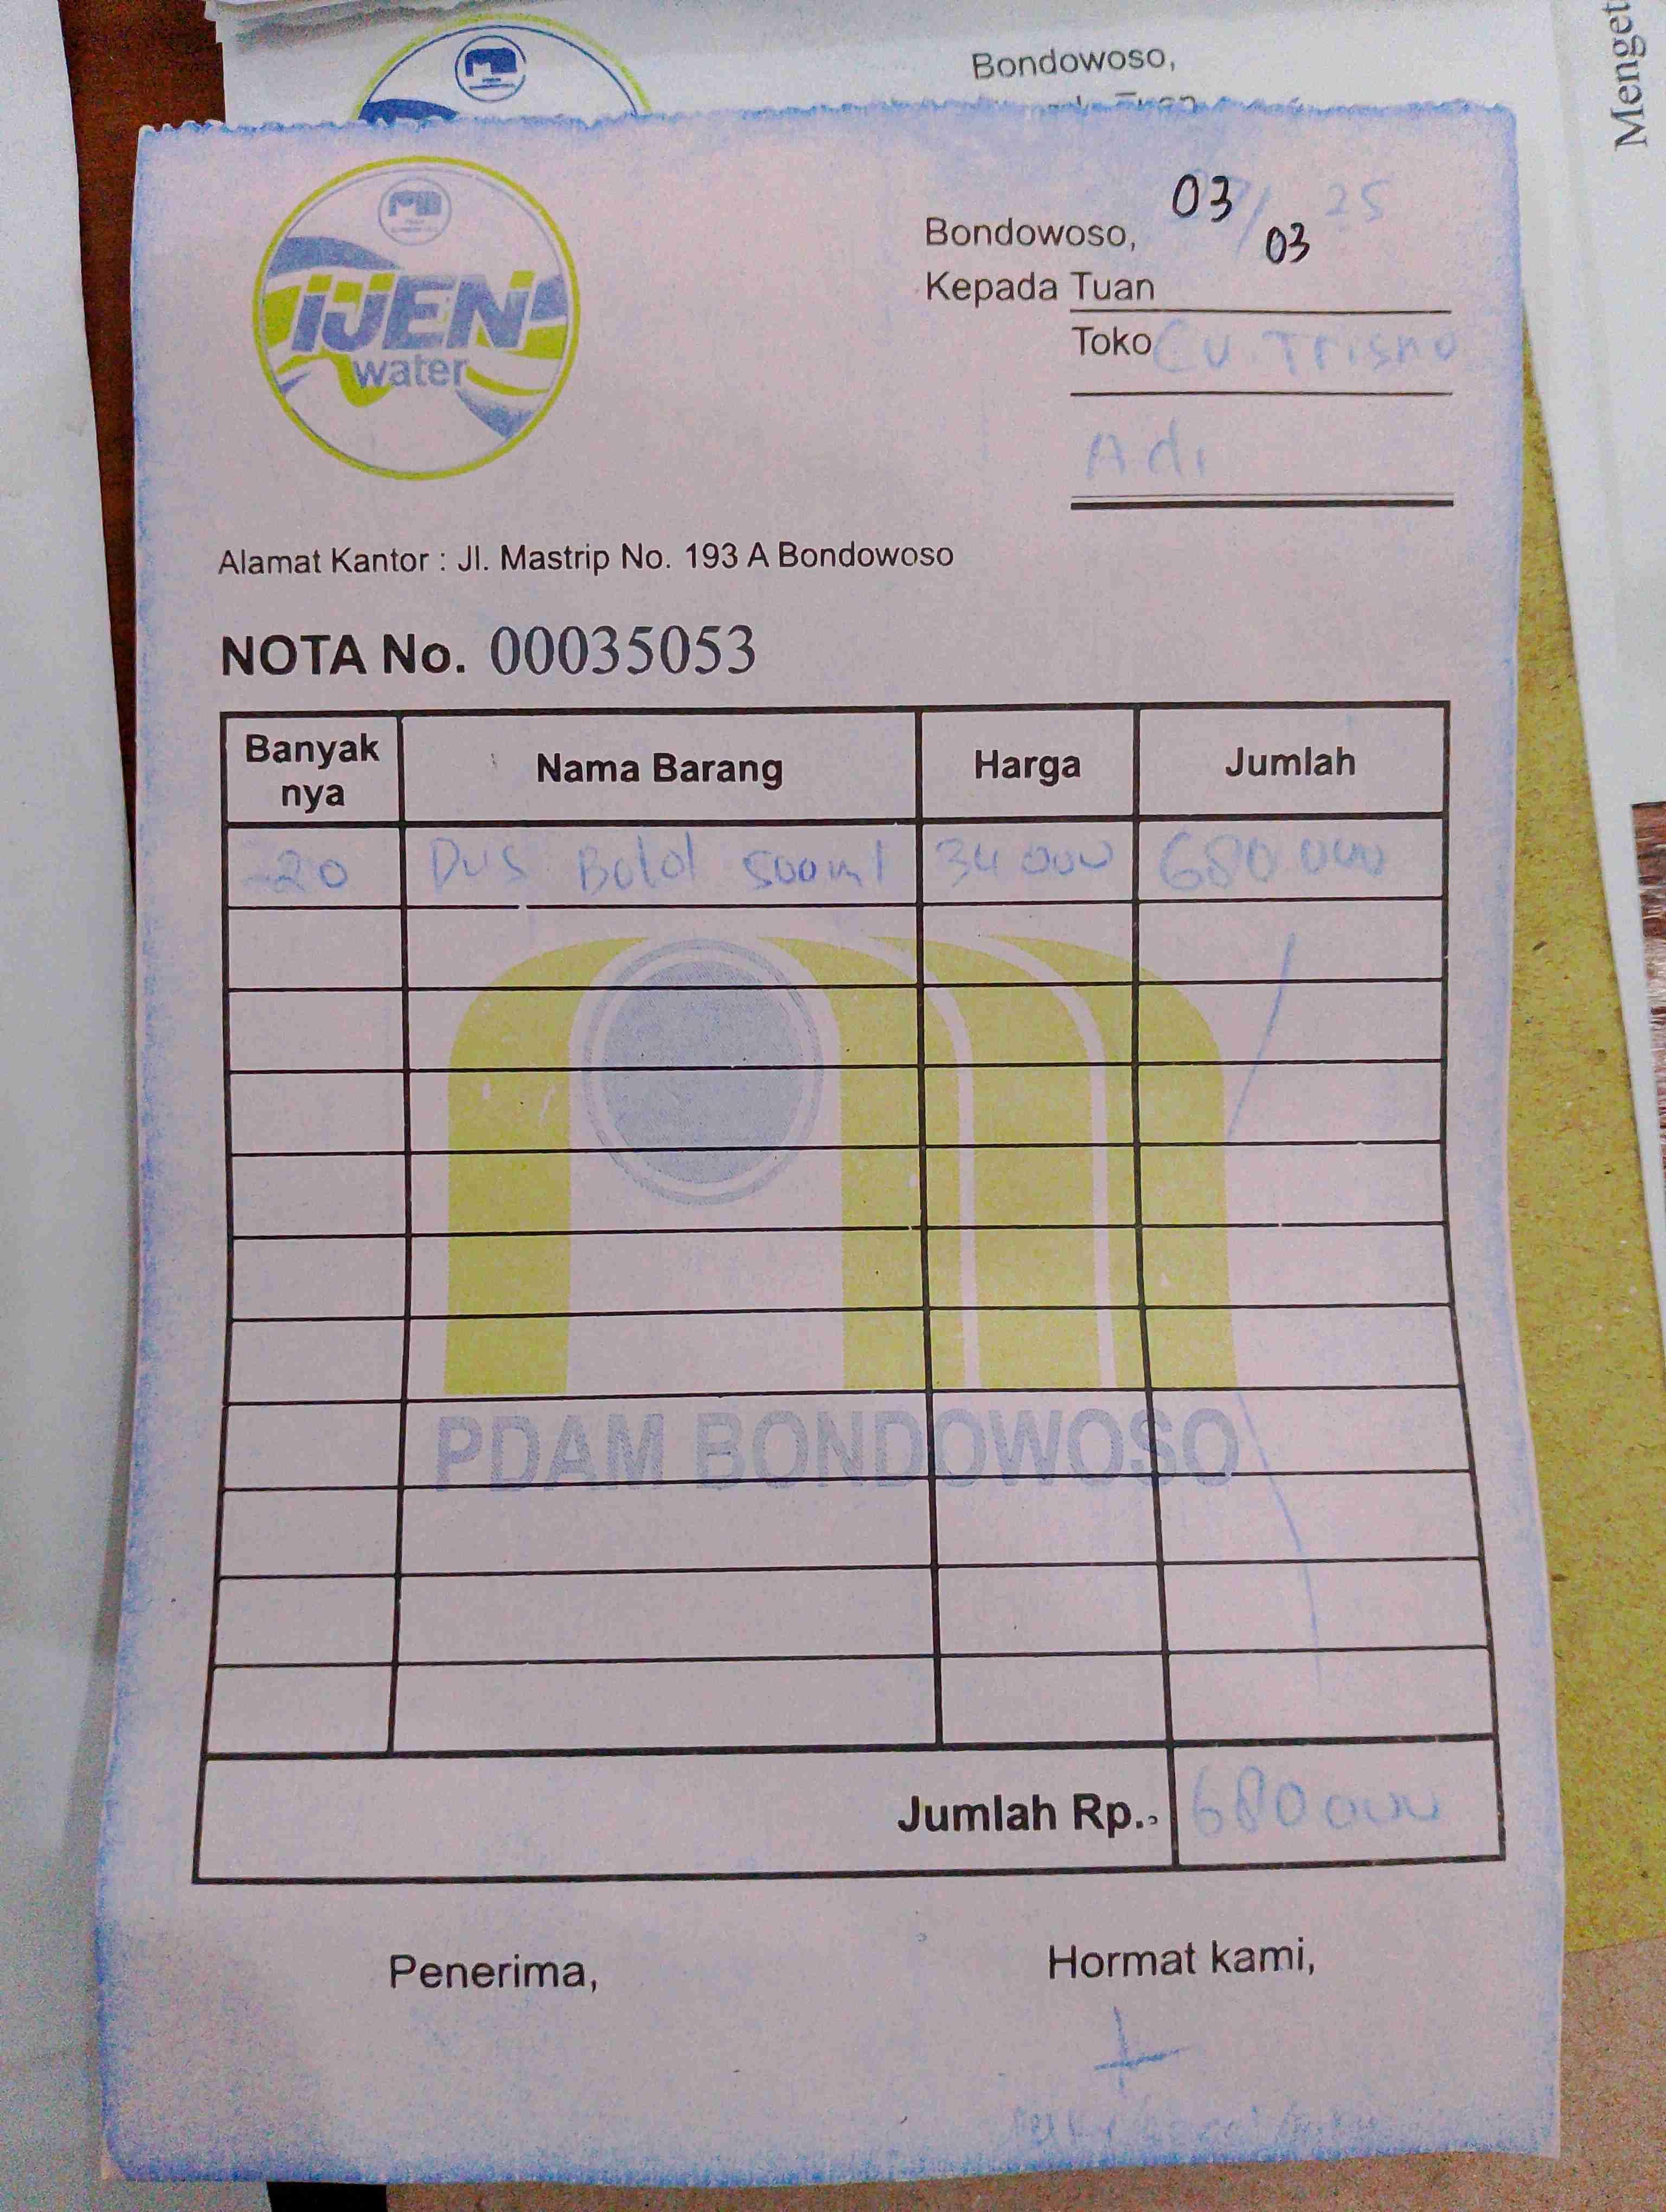 Bondowoso,
Menget
IJEN
water
Bondowoso, 03/03 25
Kepada Tuan
Toko CV. Trisno
Adi
Alamat Kantor : Jl. Mastrip No. 193 A Bondowoso
NOTA No. 00035053
Banyak nya Nama Barang Harga Jumlah
20 Dus Botol 500 ml 34 000 680 000
PDAM BONDOWOSO
Jumlah Rp. 680 000
Penerima, Hormat kami,